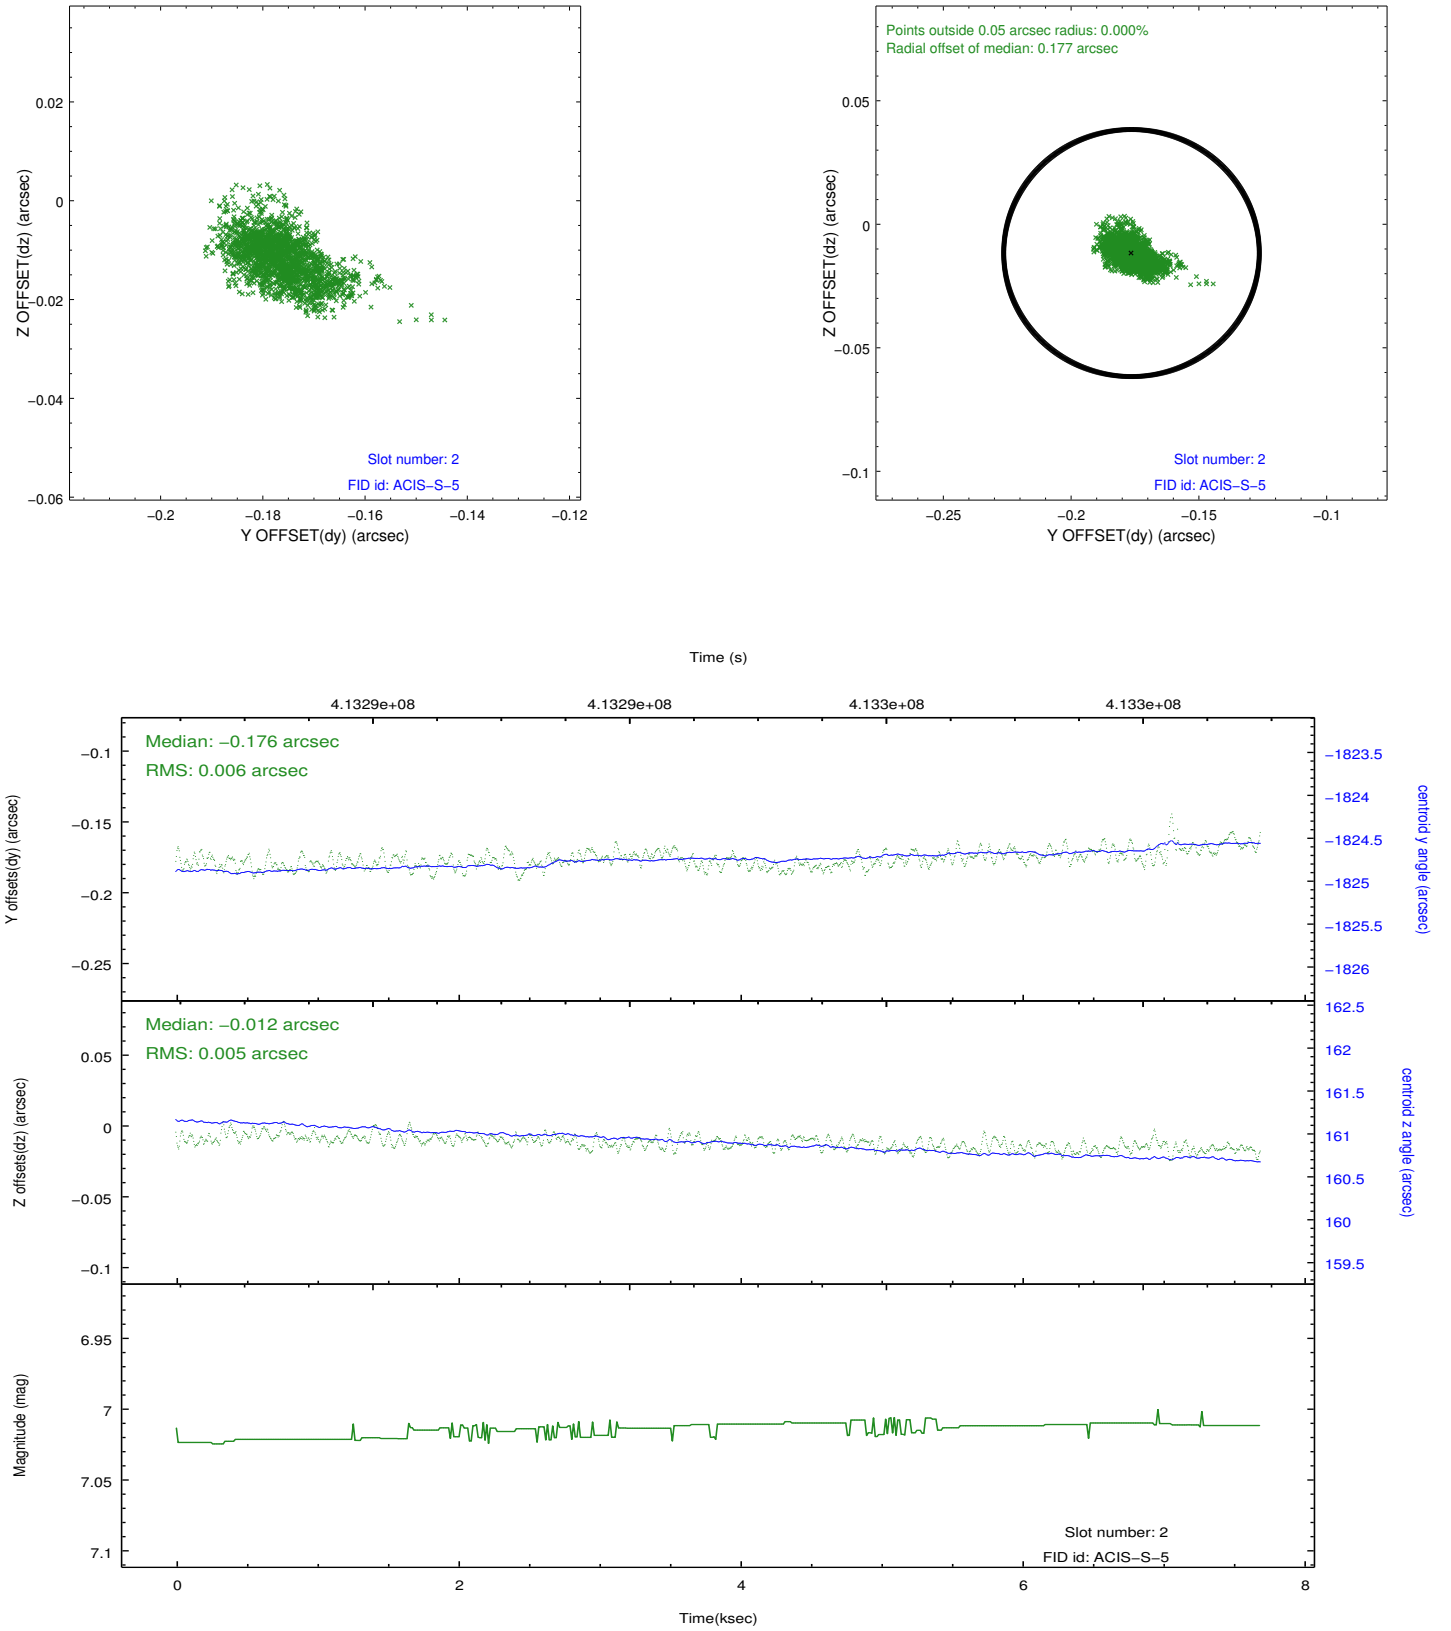 0.02
0
−0.02
−0.04
−0.06
Z OFFSET(dz) (arcsec)
Slot number: 2
FID id: ACIS−S−5
−0.2 −0.18 −0.16 −0.14 −0.12
Y OFFSET(dy) (arcsec)
Points outside 0.05 arcsec radius: 0.000%
Radial offset of median: 0.177 arcsec
0.05
0
−0.05
−0.1
Z OFFSET(dz) (arcsec)
Slot number: 2
FID id: ACIS−S−5
−0.25 −0.2 −0.15 −0.1
Y OFFSET(dy) (arcsec)
Time (s)
4.1329e+08 4.1329e+08 4.133e+08 4.133e+08
Median: −0.176 arcsec
RMS: 0.006 arcsec
−0.1
−0.15
−0.2
−0.25
Y offsets(dy) (arcsec)
−1823.5
−1824
−1824.5
−1825
−1825.5
−1826
centroid y angle (arcsec)
Median: −0.012 arcsec
RMS: 0.005 arcsec
0.05
0
−0.05
−0.1
Z offsets(dz) (arcsec)
162.5
162
161.5
161
160.5
160
159.5
centroid z angle (arcsec)
6.95
7
7.05
7.1
Magnitude (mag)
Slot number: 2
FID id: ACIS−S−5
0 2 4 6 8
Time(ksec)